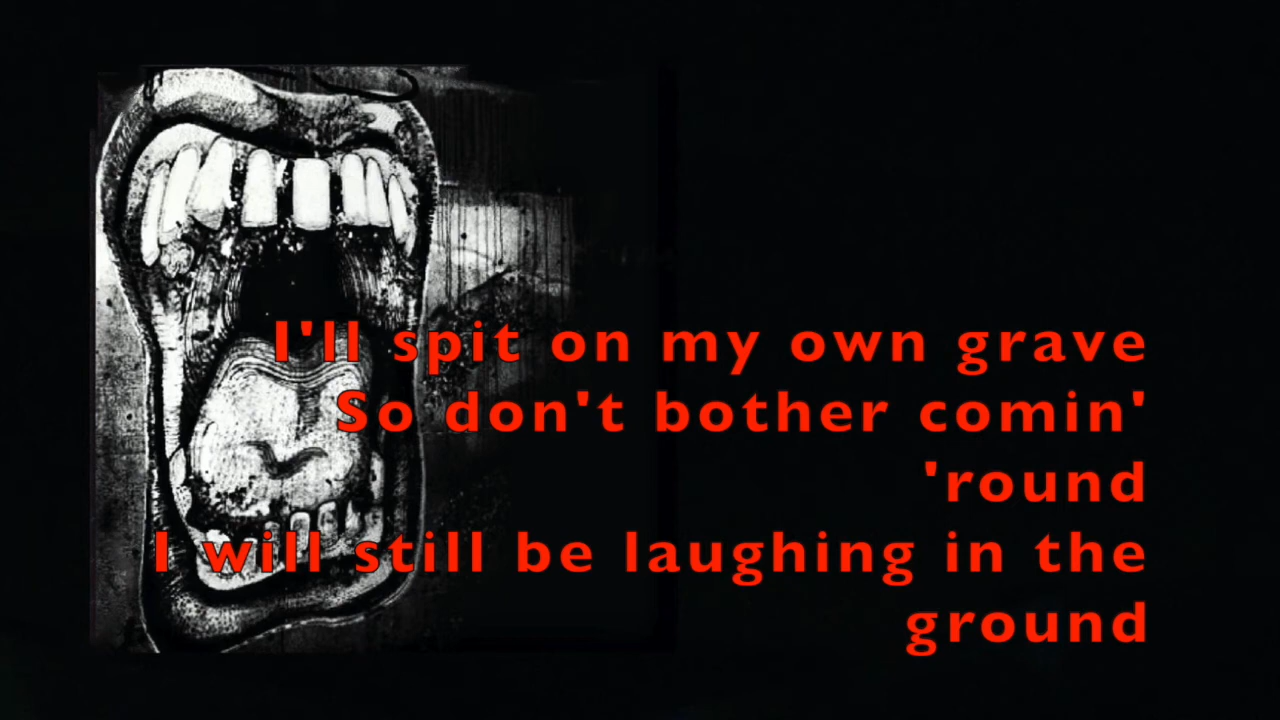 I'll spit on my own grave
So don't bother comin'
'round
I will still be laughing in the
ground